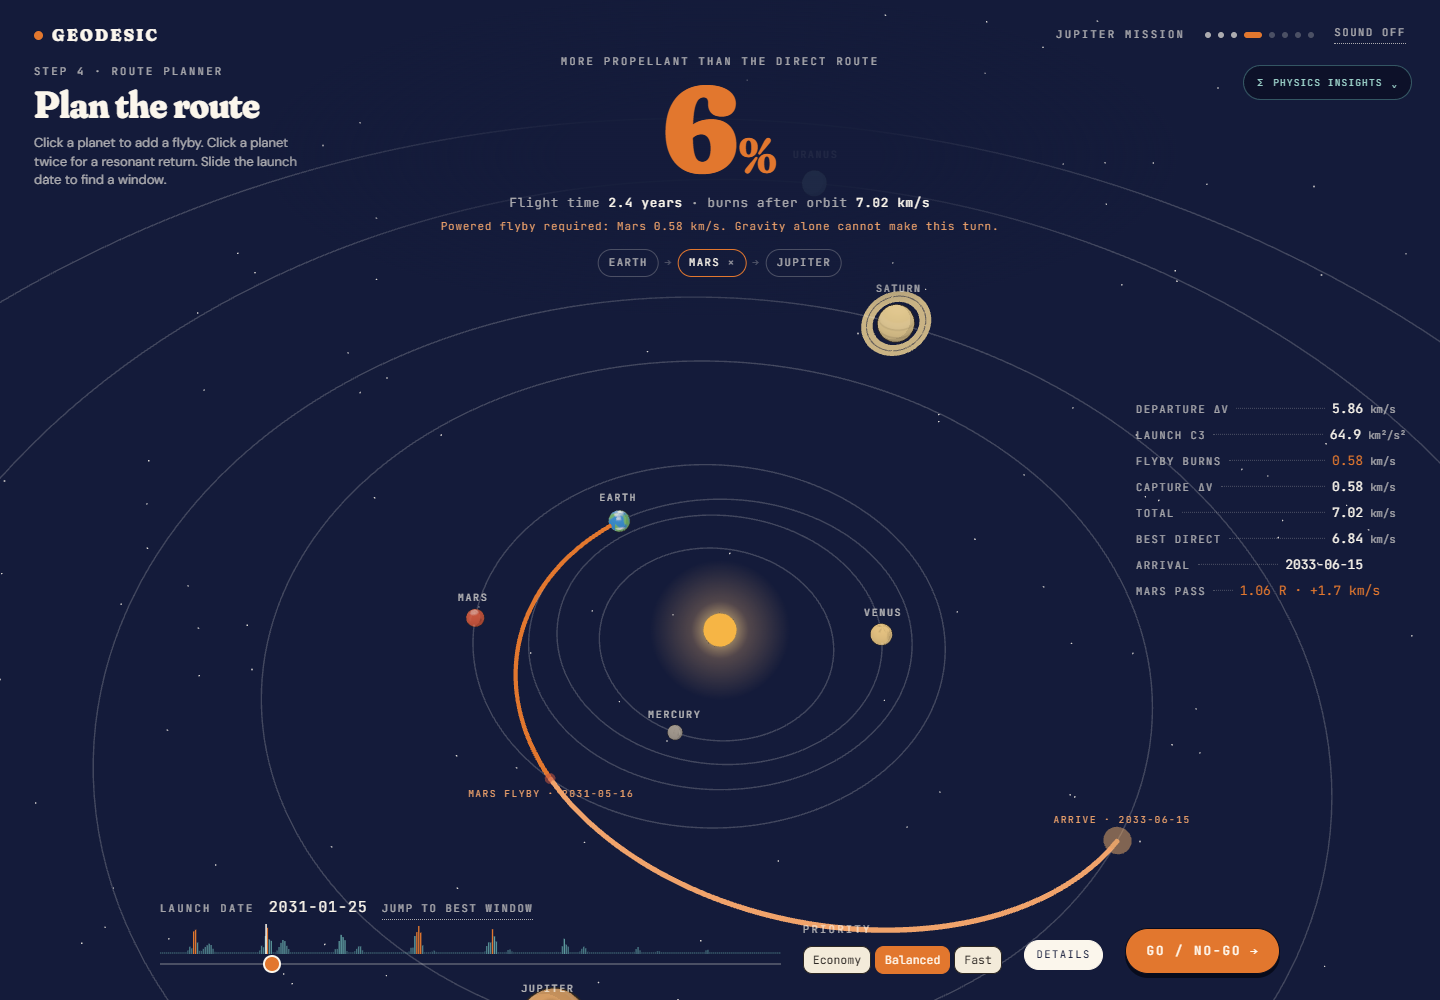 GEODESIC
JUPITER MISSION
SOUND OFF
STEP 4 · ROUTE PLANNER
Plan the route
Click a planet to add a flyby. Click a planet
twice for a resonant return. Slide the launch
date to find a window.
MORE PROPELLANT THAN THE DIRECT ROUTE
6%
Σ PHYSICS INSIGHTS ⌄
URANUS
Flight time 2.4 years · burns after orbit 7.02 km/s
Powered flyby required: Mars 0.58 km/s. Gravity alone cannot make this turn.
EARTH → MARS × → JUPITER
SATURN
DEPARTURE ΔV 5.86 km/s
LAUNCH C3 64.9 km²/s²
FLYBY BURNS 0.58 km/s
CAPTURE ΔV 0.58 km/s
TOTAL 7.02 km/s
BEST DIRECT 6.84 km/s
ARRIVAL 2033-06-15
MARS PASS 1.06 R · +1.7 km/s
EARTH
MARS
VENUS
MERCURY
MARS FLYBY · 2031-05-16
ARRIVE · 2033-06-15
LAUNCH DATE 2031-01-25 JUMP TO BEST WINDOW
PRIORITY
Economy Balanced Fast
DETAILS
GO / NO-GO →
JUPITER